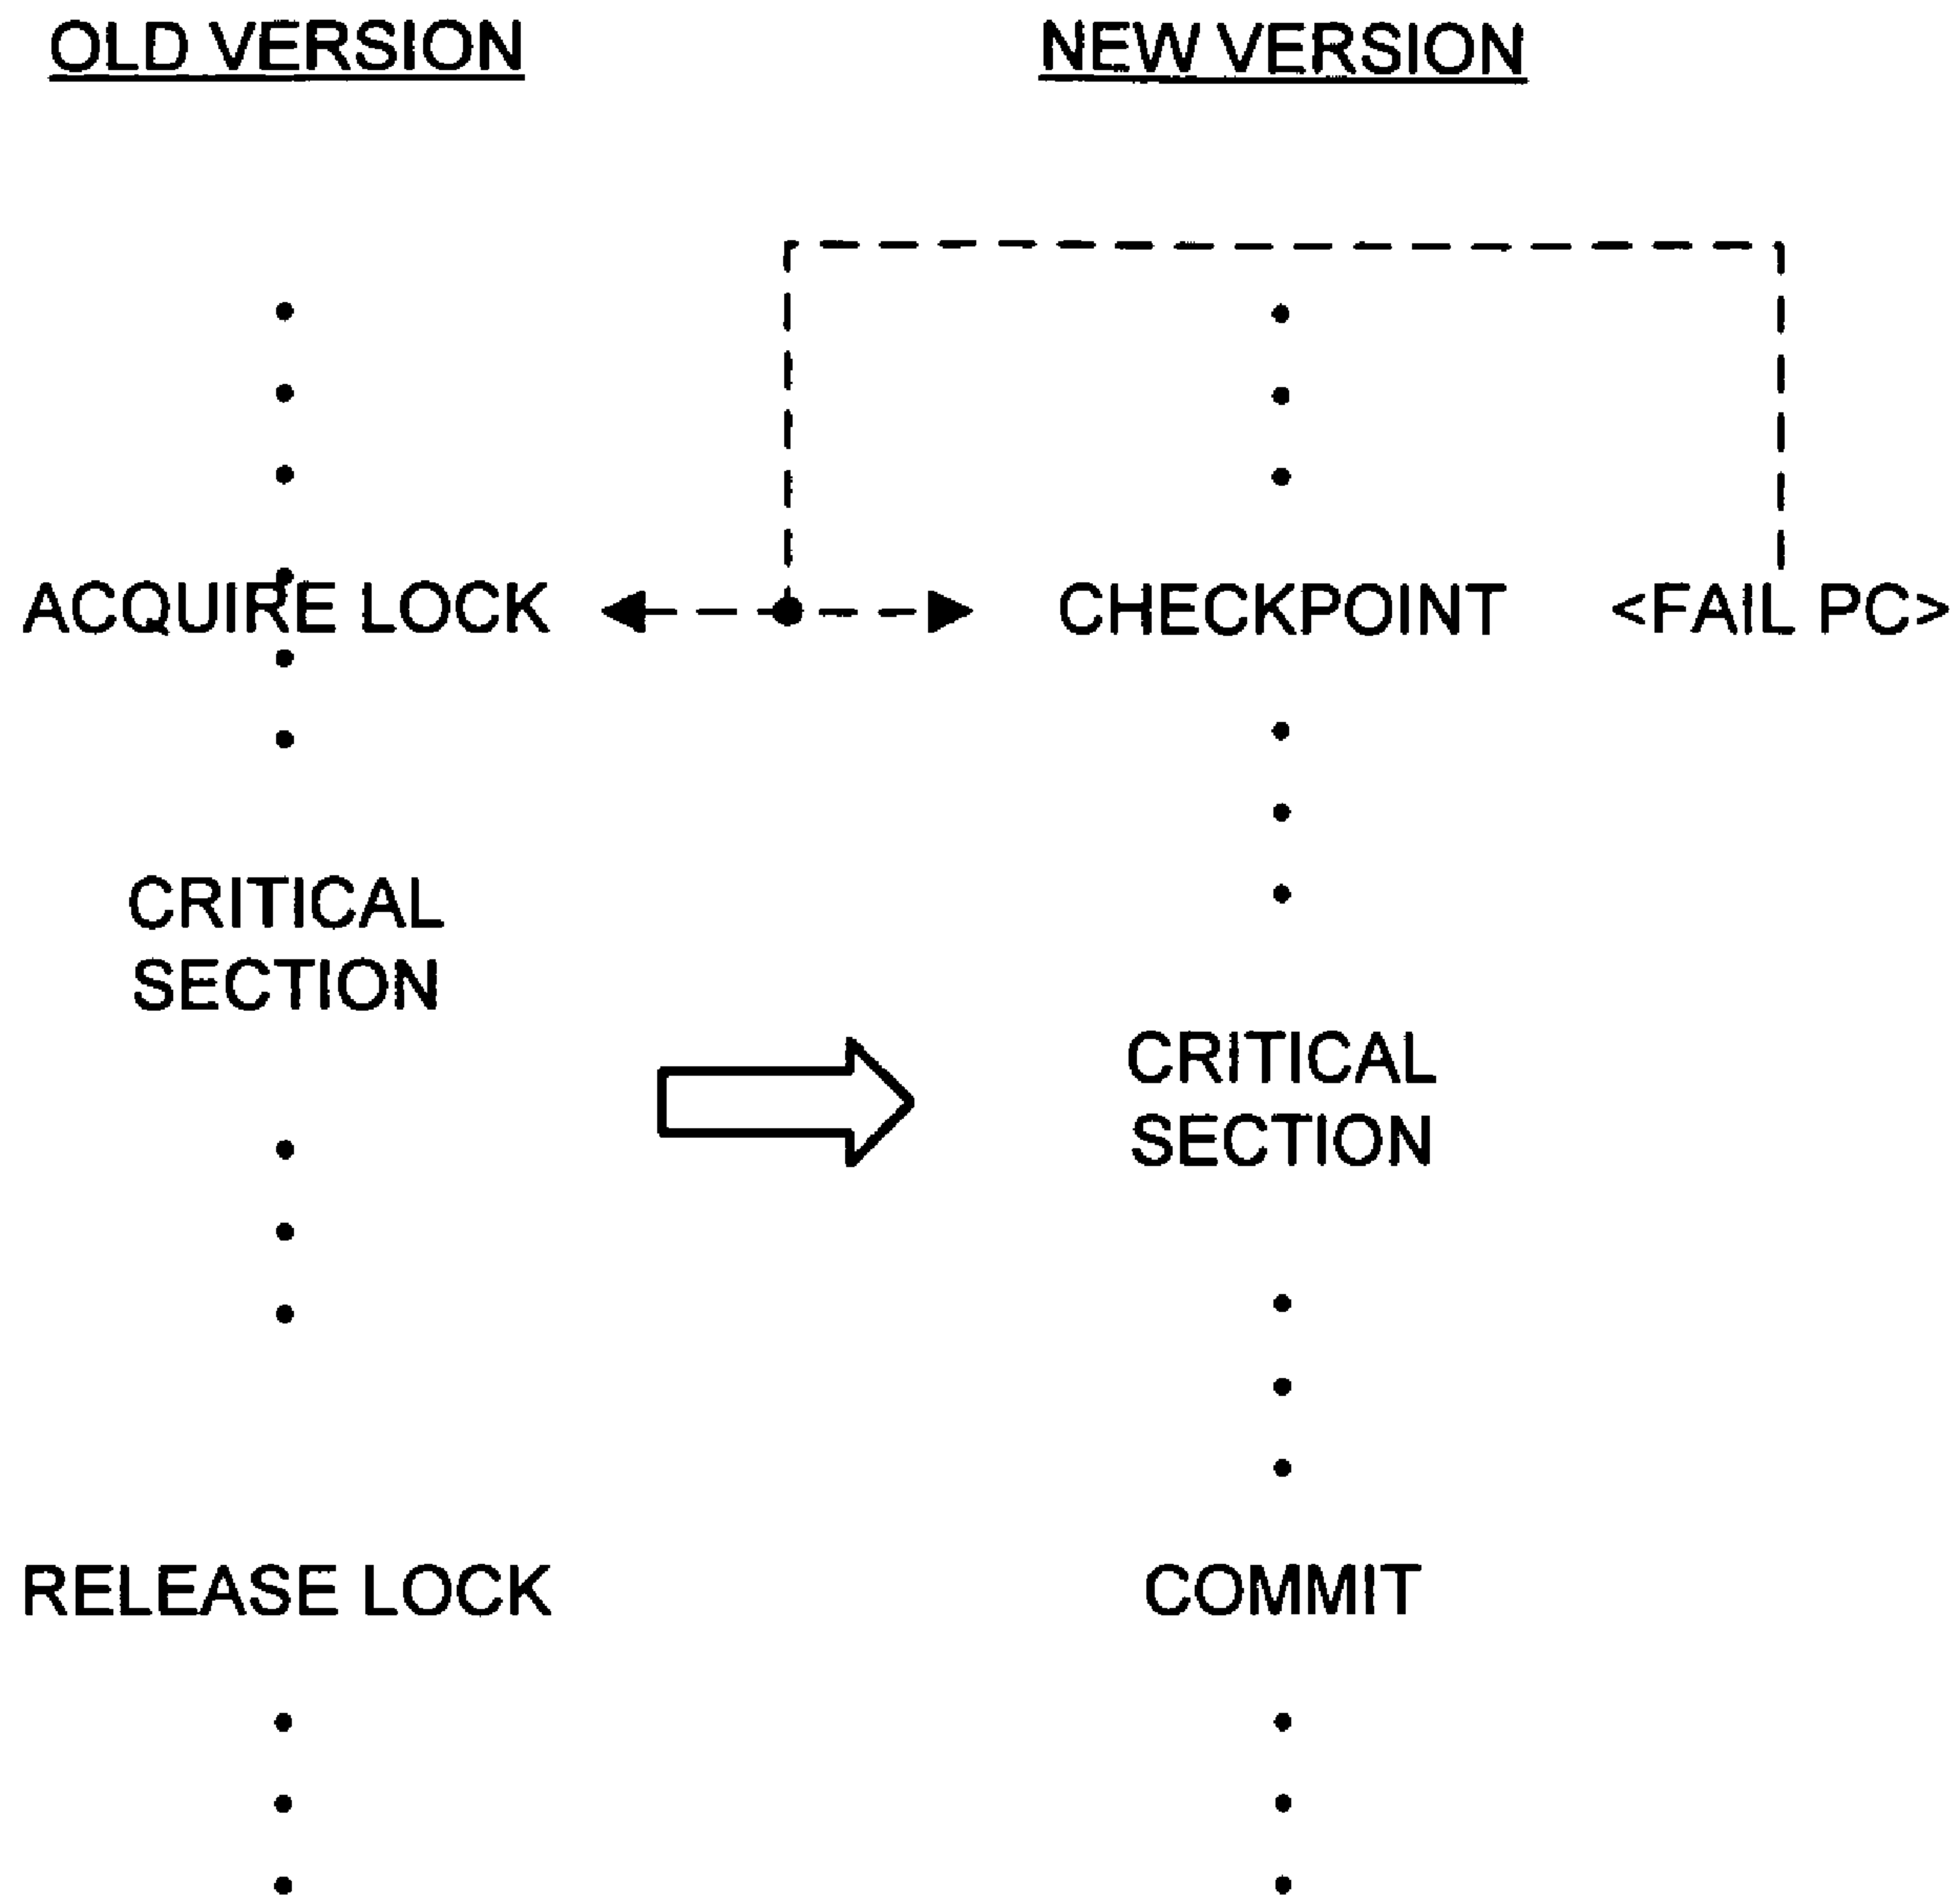 OLD VERSION
NEW VERSION
ACQUIRE LOCK
CHECKPOINT
<FAIL PC>
CRITICAL
SECTION
CRITICAL
SECTION
RELEASE LOCK
COMMIT